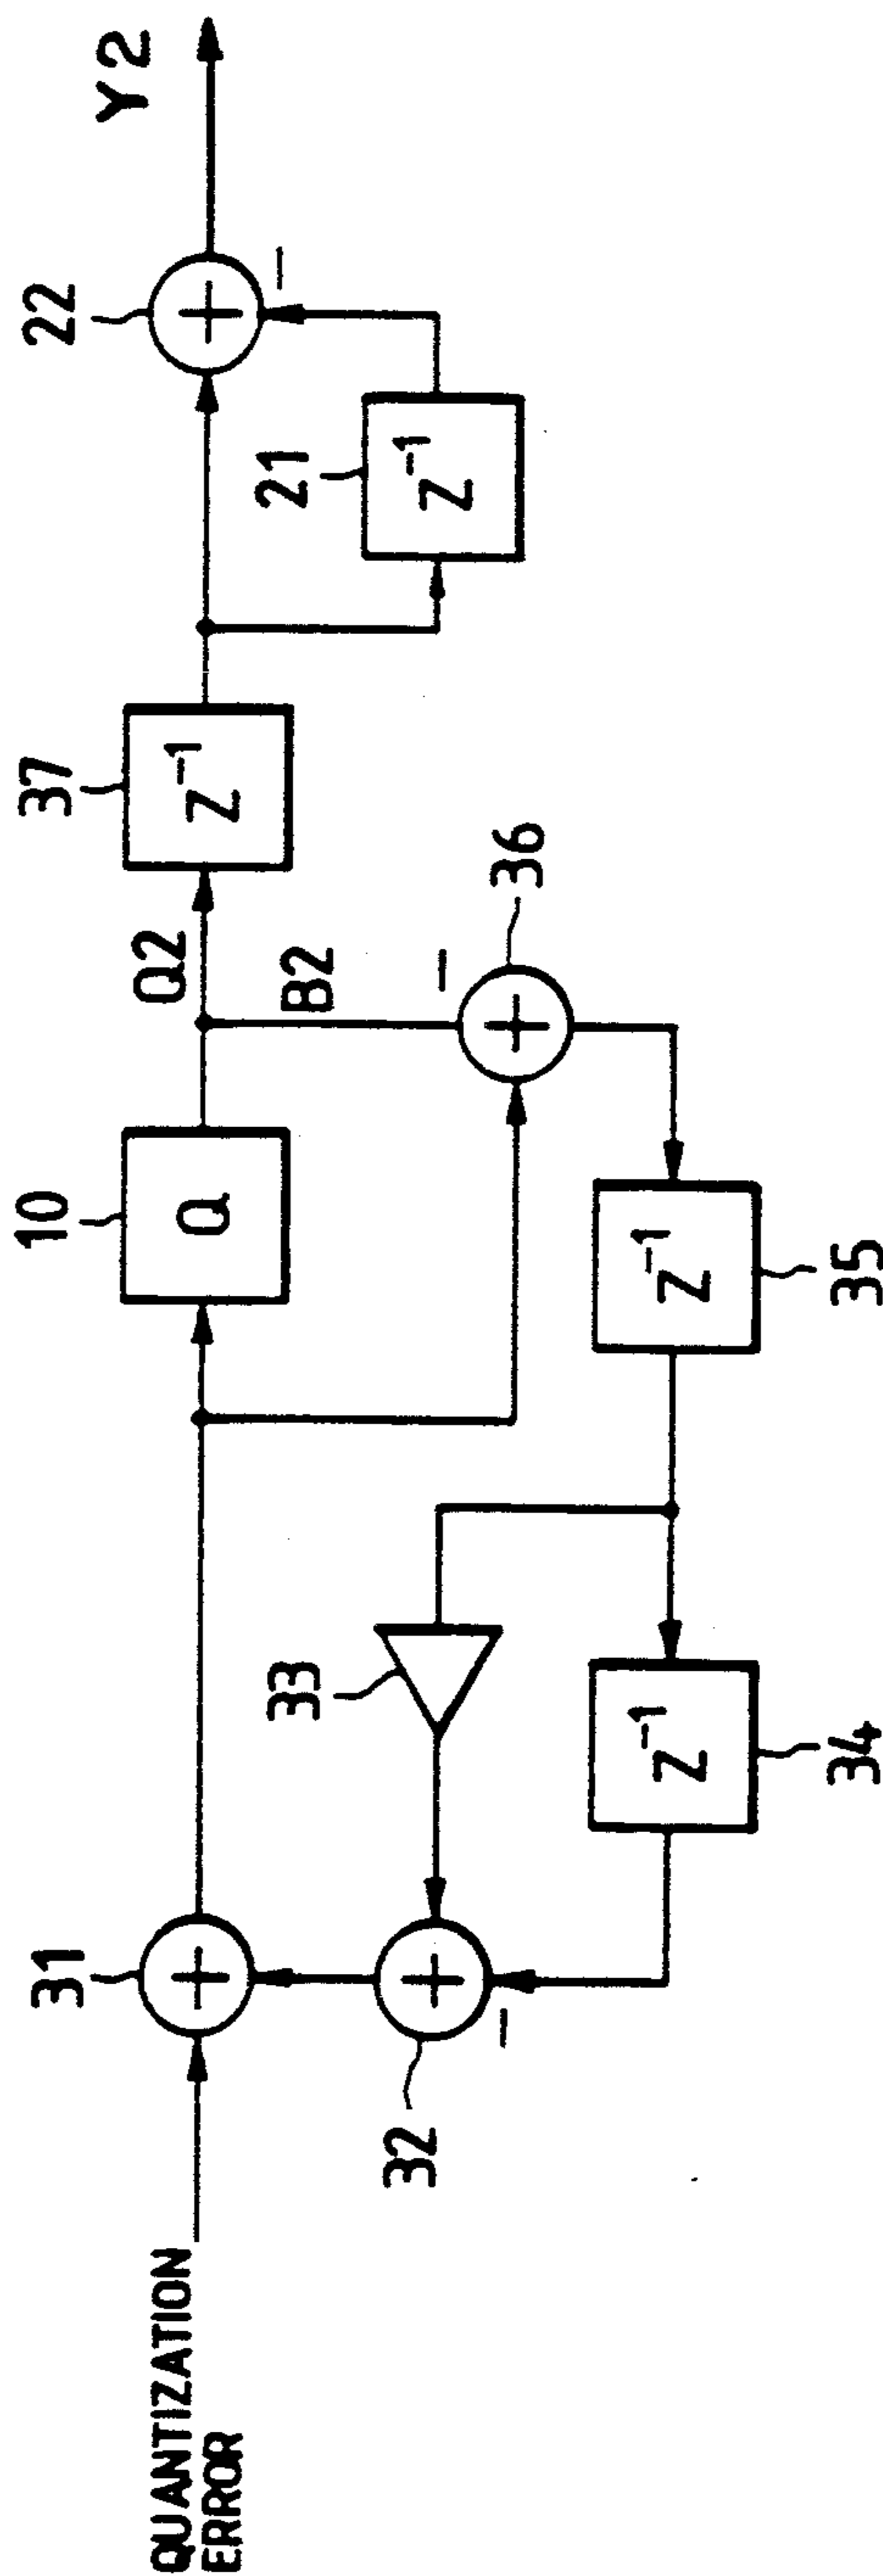 QUANTIZATION
ERROR
31
10
Q
Q2
37
Z⁻¹
22
Y2
−
21
Z⁻¹
B2
−
36
33
32
−
34
Z⁻¹
35
Z⁻¹